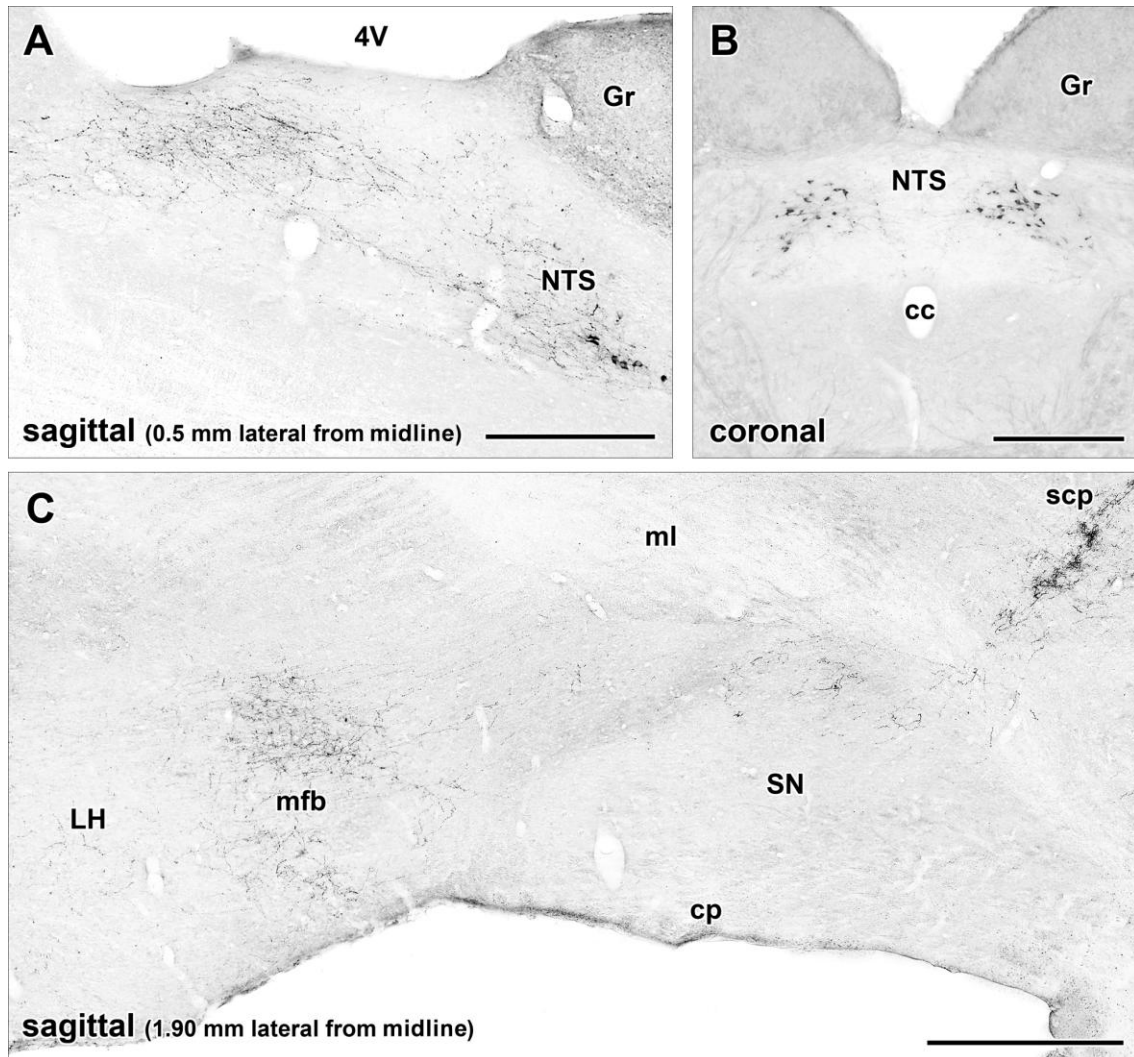 A
4V
Gr
NTS
sagittal (0.5 mm lateral from midline)
B
Gr
NTS
cc
coronal
C
scp
ml
SN
mfb
LH
cp
sagittal (1.90 mm lateral from midline)